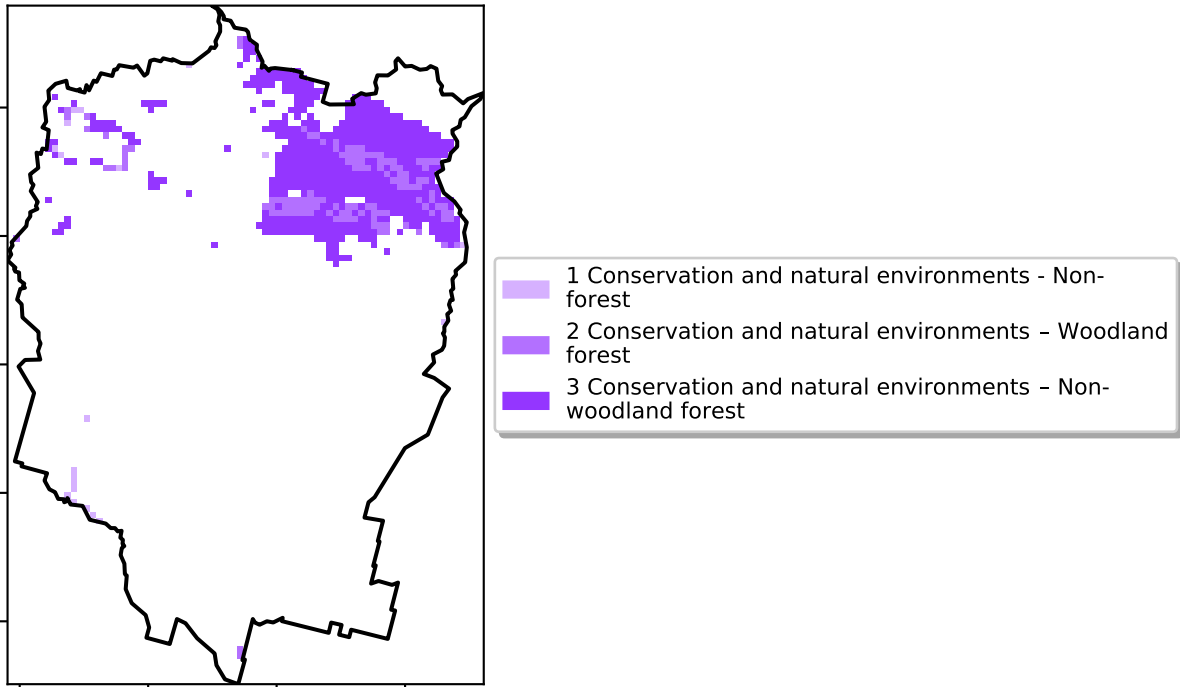 1 Conservation and natural environments - Non-
forest
2 Conservation and natural environments – Woodland
forest
3 Conservation and natural environments – Non-
woodland forest